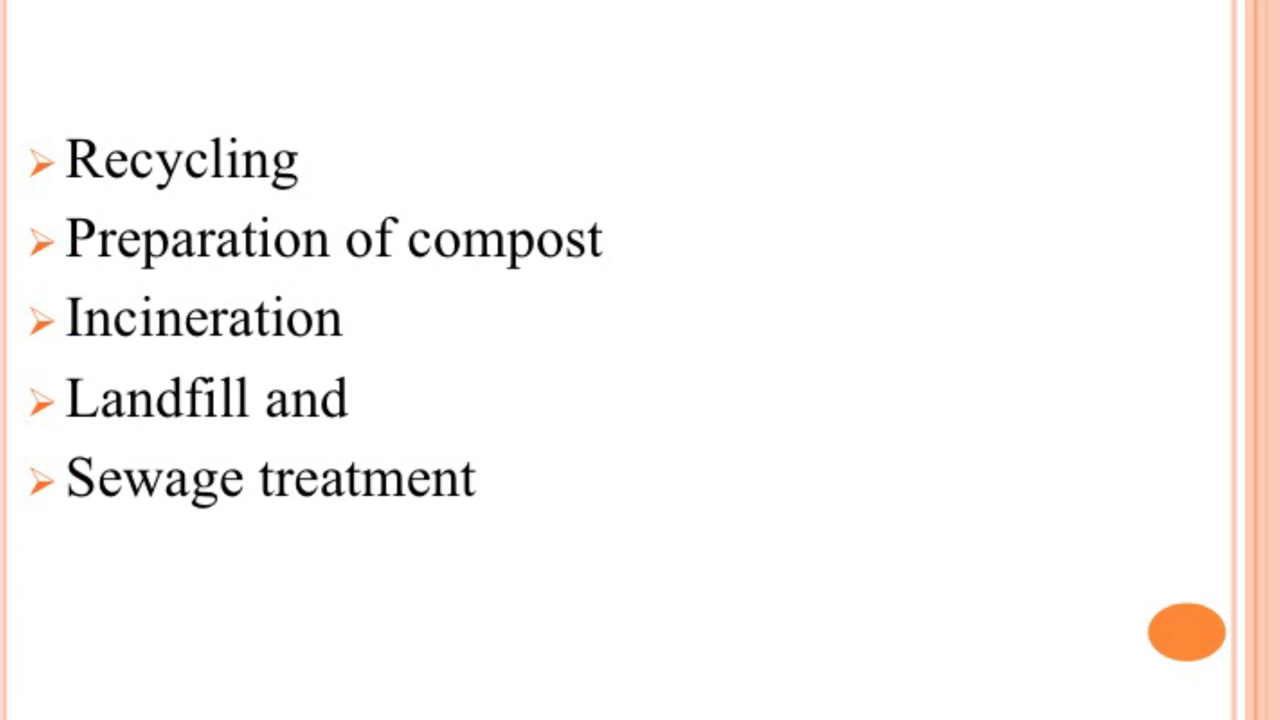 Recycling
Preparation of compost
Incineration
Landfill and
Sewage treatment